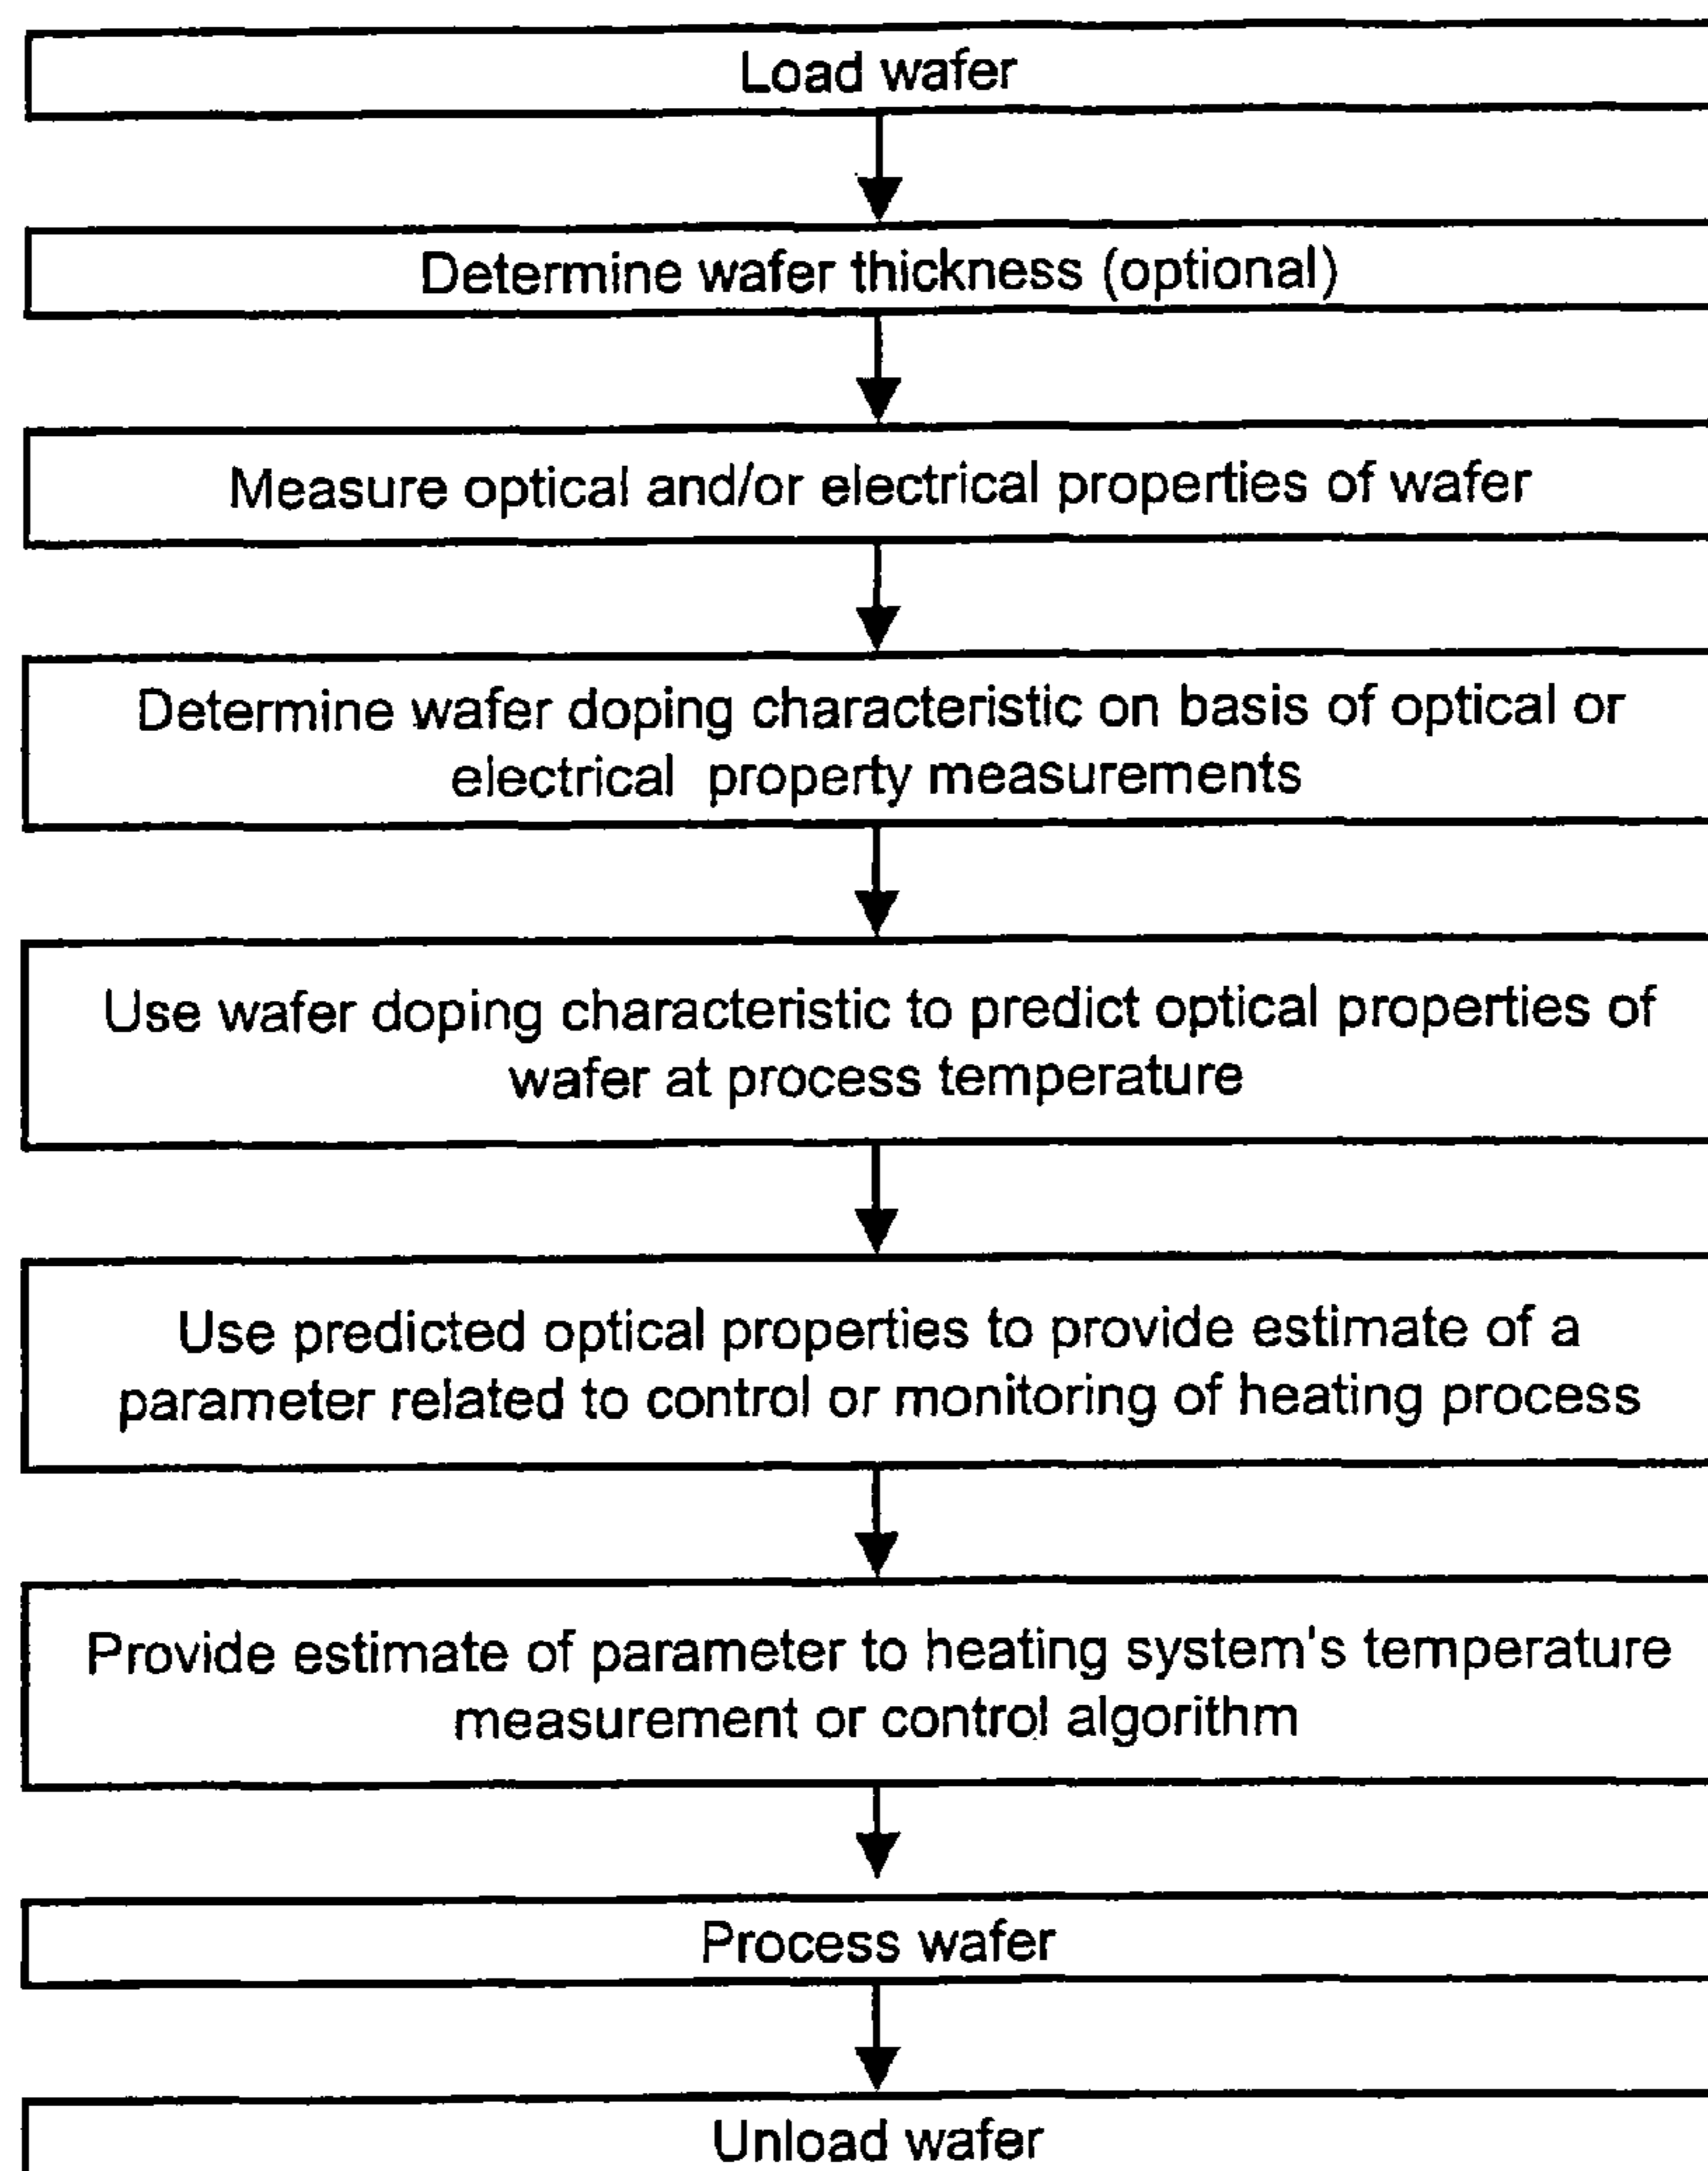 Load wafer
Determine wafer thickness (optional)
Measure optical and/or electrical properties of wafer
Determine wafer doping characteristic on basis of optical or
electrical property measurements
Use wafer doping characteristic to predict optical properties of
wafer at process temperature
Use predicted optical properties to provide estimate of a
parameter related to control or monitoring of heating process
Provide estimate of parameter to heating system's temperature
measurement or control algorithm
Process wafer
Unload wafer